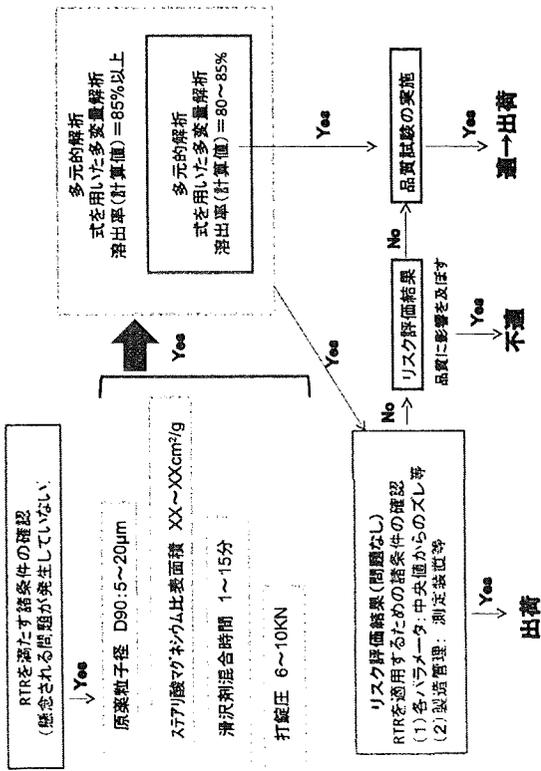 RTRを満たす諸条件の確認
(懸念される問題が発生していない)
Yes
原薬粒子径 D90:5～20μm
ステアリン酸マグネシウム比表面積 XX～XXcm²/g
滑沢剤混合時間 1～15分
打錠圧 6～10KN
Yes
多元的解析
式を用いた多変量解析
溶出率(計算値)=85%以上
多元的解析
式を用いた多変量解析
溶出率(計算値)=80～85%
Yes
Yes
リスク評価結果(問題なし)
RTRを適用するための諸条件の確認
(1)各パラメータ:中央値からのズレ等
(2)製造管理: 測定装置等
Yes
出荷
No
リスク評価結果
品質に影響を及ぼす
Yes
不適
No
品質試験の実施
Yes
適→出荷